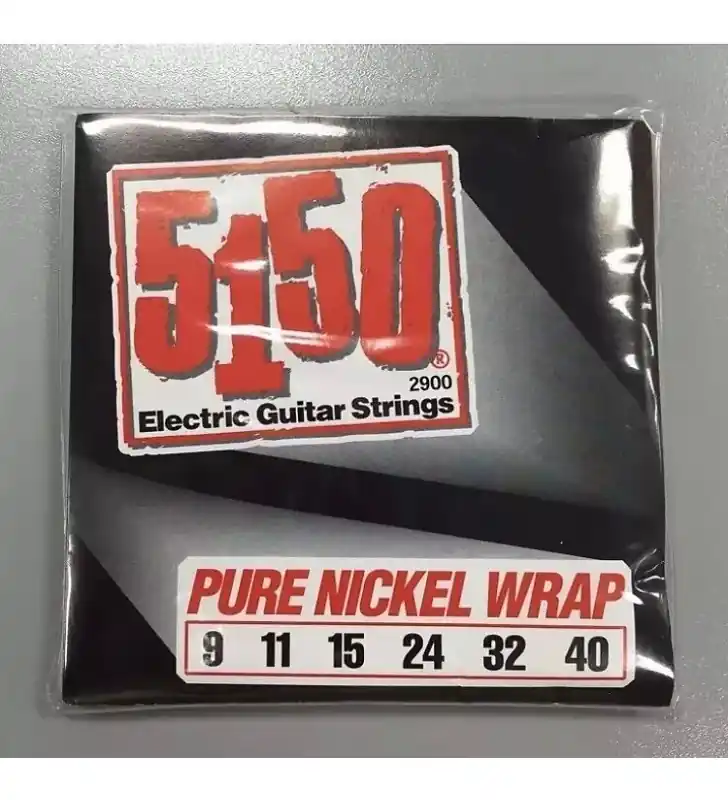 5150®
2900
Electric Guitar Strings
PURE NICKEL WRAP
9 11 15 24 32 40